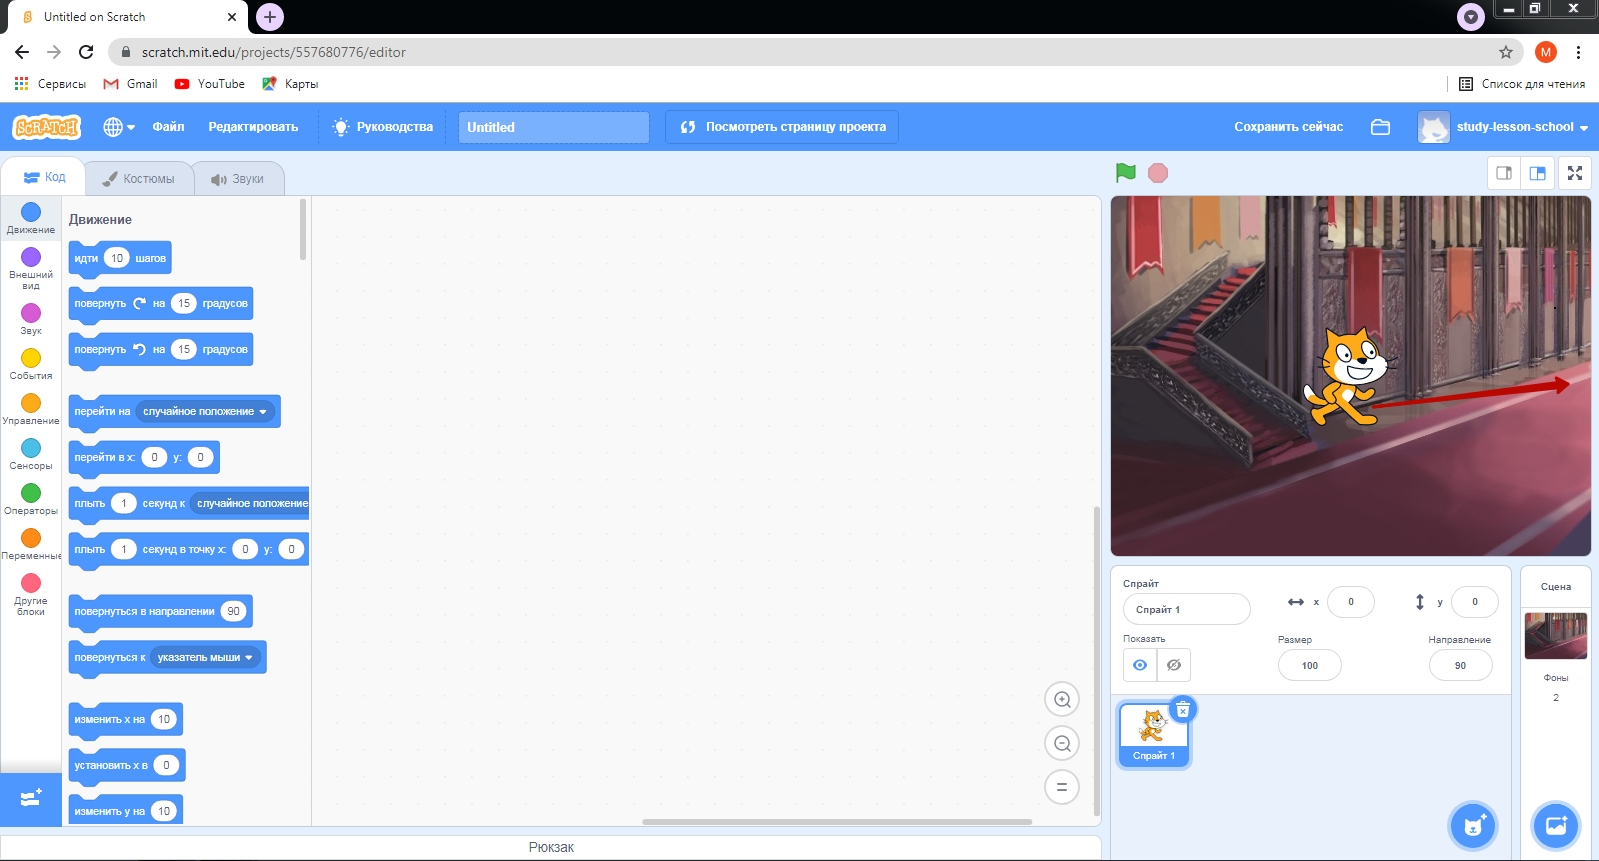 Untitled on Scratch
scratch.mit.edu/projects/557680776/editor
M
Сервисы Gmail YouTube Карты Список для чтения
SCRATCH Файл Редактировать Руководства Untitled Посмотреть страницу проекта Сохранить сейчас study-lesson-school
Код Костюмы Звуки
Движение
Внешний вид
Звук
События
Управление
Сенсоры
Операторы
Переменные
Другие блоки
Движение
идти 10 шагов
повернуть на 15 градусов
повернуть на 15 градусов
перейти на случайное положение
перейти в x: 0 y: 0
плыть 1 секунд к случайное положение
плыть 1 секунд в точку x: 0 y: 0
повернуться в направлении 90
повернуться к указатель мыши
изменить x на 10
установить x в 0
изменить y на 10
Рюкзак
Спрайт
Спрайт 1 x 0 y 0
Показать Размер Направление
100 90
Спрайт 1
Сцена
Фоны
2